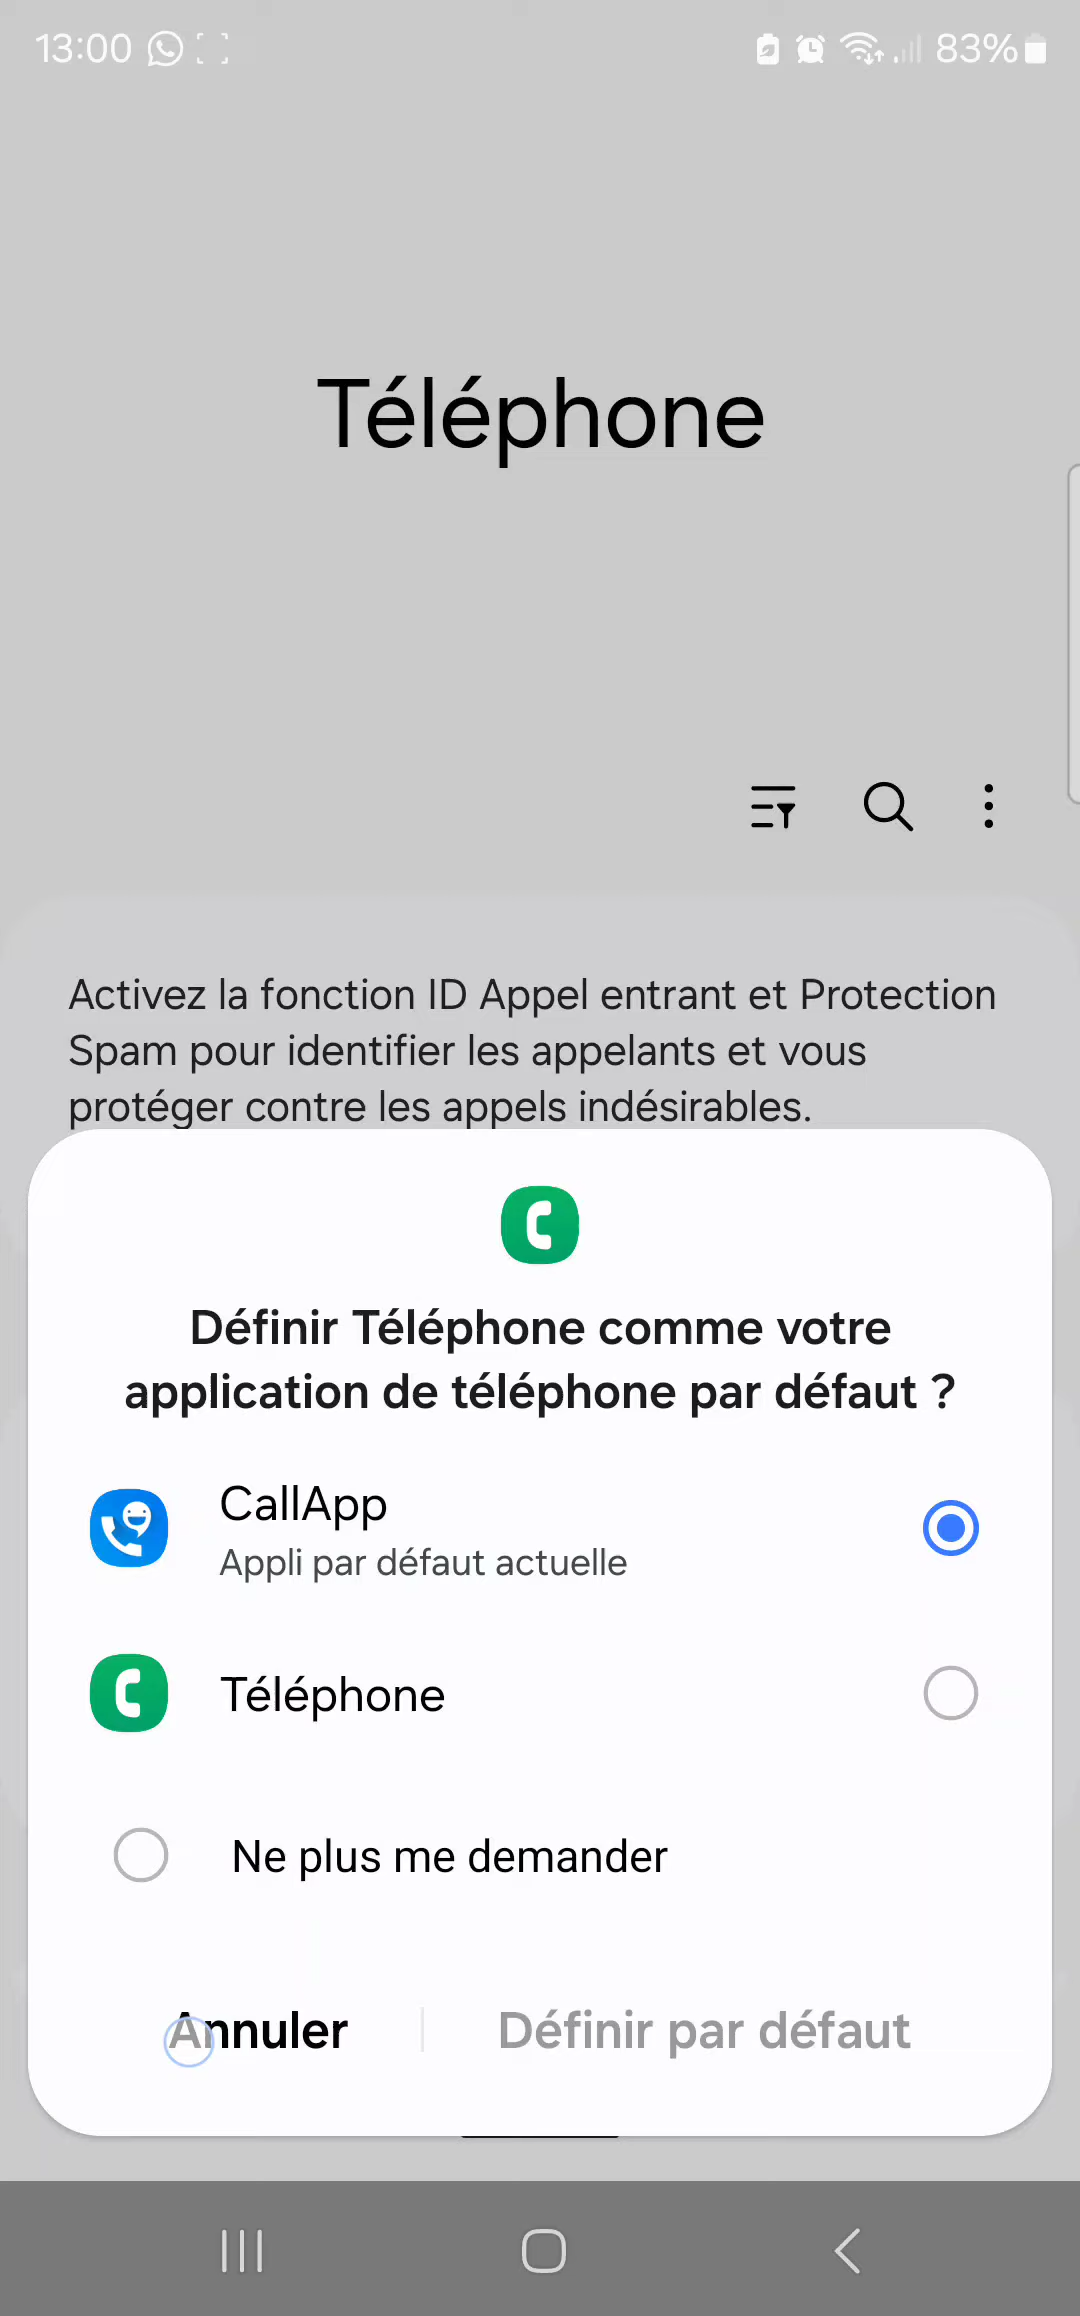 13:00
83%
Téléphone
Activez la fonction ID Appel entrant et Protection
Spam pour identifier les appelants et vous
protéger contre les appels indésirables.
Définir Téléphone comme votre
application de téléphone par défaut ?
CallApp
Appli par défaut actuelle
Téléphone
Ne plus me demander
Annuler
Définir par défaut